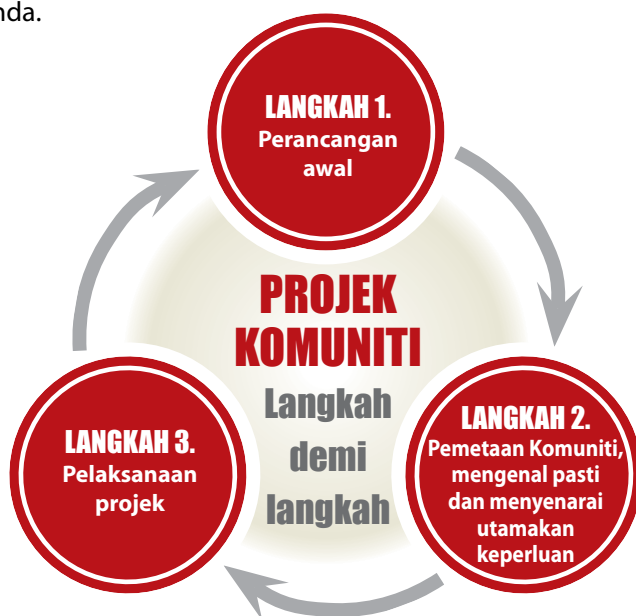 nda.
LANGKAH 1.
Perancangan
awal
PROJEK
KOMUNITI
Langkah
demi
langkah
LANGKAH 2.
Pemetaan Komuniti,
mengenal pasti
dan menyenarai
utamakan
keperluan
LANGKAH 3.
Pelaksanaan
projek